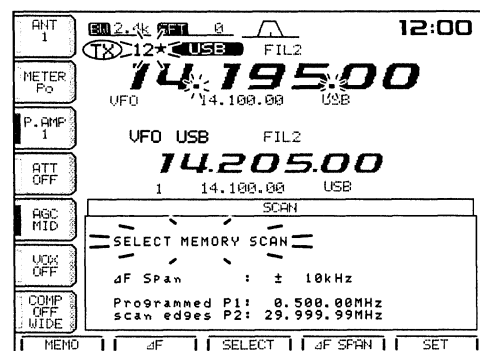 ANT
1
BW 2.4k SFT 0
12:00
TX 12★ USB FIL2
METER
Po
14.195.00
VFO 14.100.00 USB
P.AMP
1
VFO USB FIL2
14.205.00
1 14.100.00 USB
ATT
OFF
AGC
MID
VOX
OFF
COMP
OFF
WIDE
SCAN
SELECT MEMORY SCAN
⊿F SPan : ± 10kHz
Programmed P1: 0.500.00MHz
scan edges P2: 29.999.99MHz
MEMO ⊿F SELECT ⊿F SPAN SET